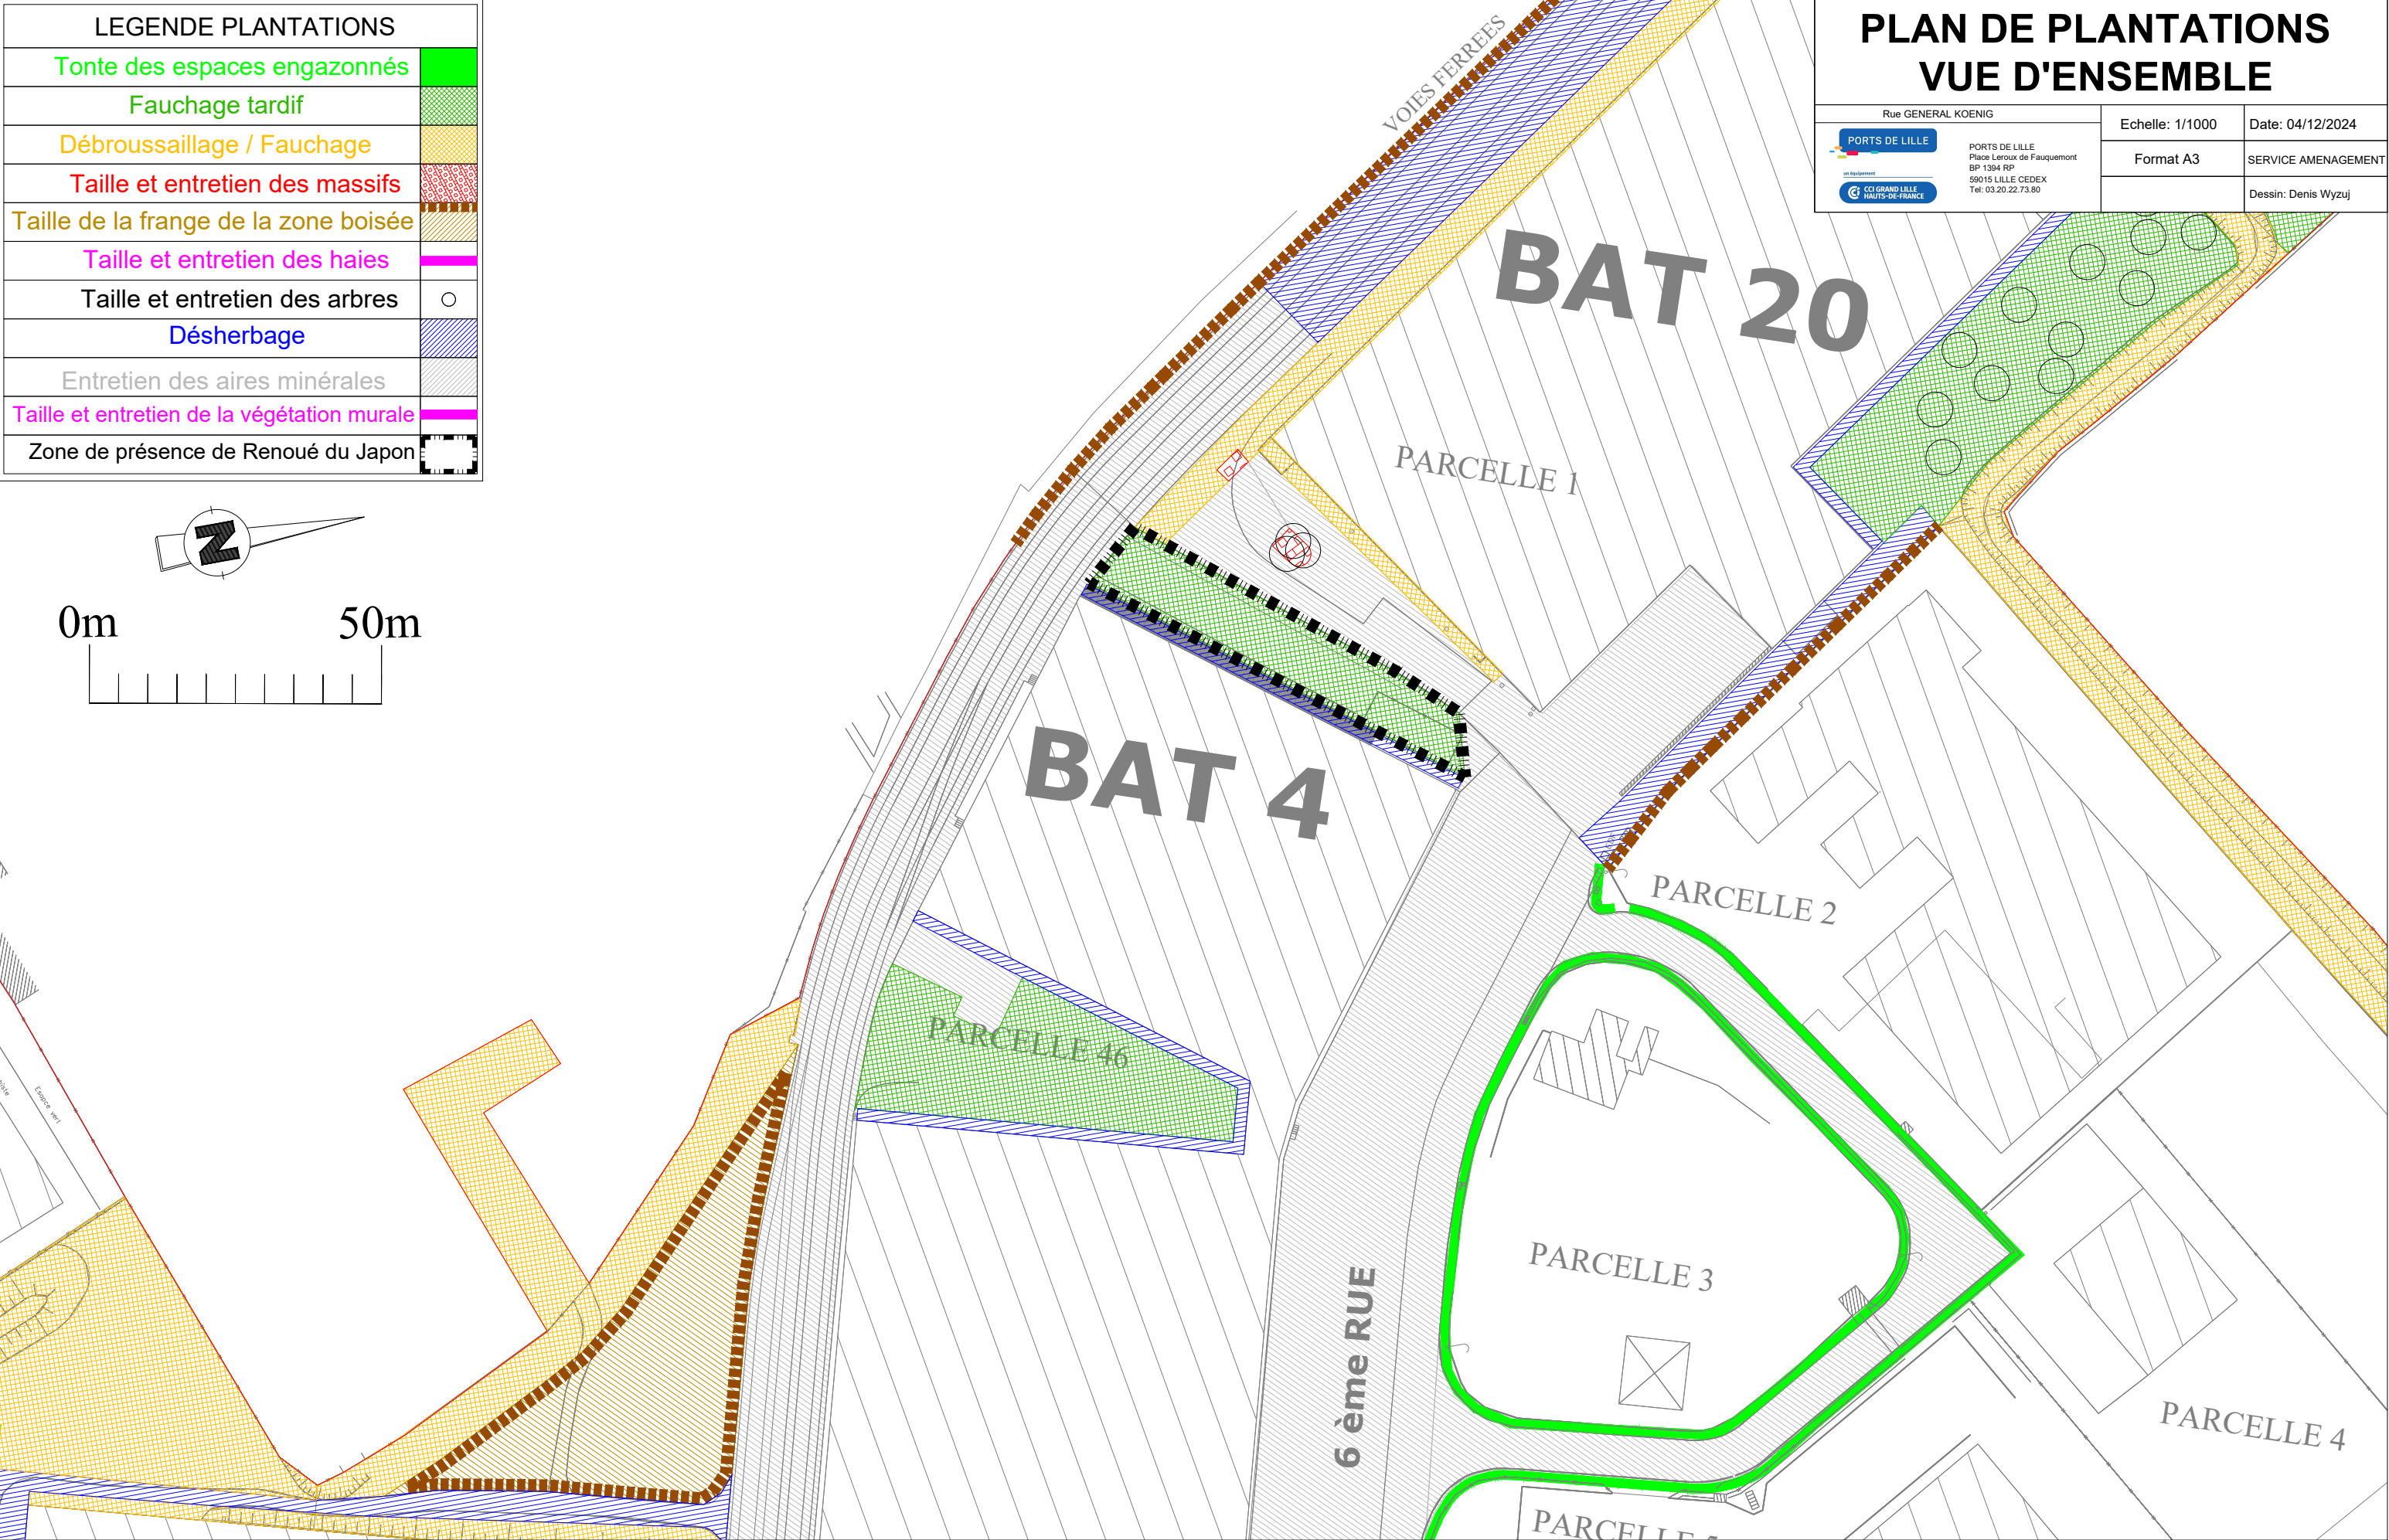 LEGENDE PLANTATIONS
Tonte des espaces engazonnés
Fauchage tardif
Débroussaillage / Fauchage
Taille et entretien des massifs
Taille de la frange de la zone boisée
Taille et entretien des haies
Taille et entretien des arbres
Désherbage
Entretien des aires minérales
Taille et entretien de la végétation murale
Zone de présence de Renoué du Japon
N
0m 50m
PLAN DE PLANTATIONS
VUE D'ENSEMBLE
Rue GENERAL KOENIG
PORTS DE LILLE
un équipement
CCI GRAND LILLE
HAUTS-DE-FRANCE
PORTS DE LILLE
Place Leroux de Fauquemont
BP 1394 RP
59015 LILLE CEDEX
Tel: 03.20.22.73.80
Echelle: 1/1000
Date: 04/12/2024
Format A3
SERVICE AMENAGEMENT
Dessin: Denis Wyzuj
VOIES FERREES
BAT 20
PARCELLE 1
BAT 4
PARCELLE 2
PARCELLE 46
PARCELLE 3
6 ème RUE
PARCELLE 4
PARCELLE 5
Esapce vert